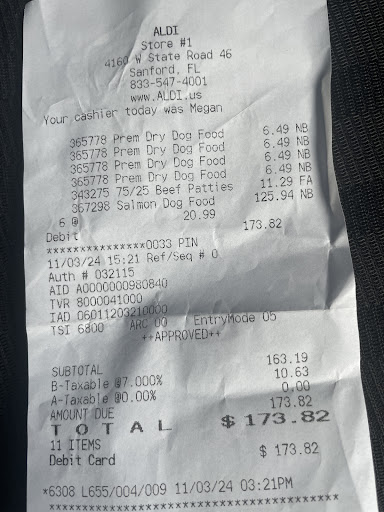 ALDI
Store #1
4160 W State Road 46
Sanford, FL
833-547-4001
www.ALDI.us
Your cashier today was Megan
365778 Prem Dry Dog Food 6.49 NB
365778 Prem Dry Dog Food 6.49 NB
365778 Prem Dry Dog Food 6.49 NB
365778 Prem Dry Dog Food 6.49 NB
343275 75/25 Beef Patties 11.29 FA
367298 Salmon Dog Food 125.94 NB
6 @ 20.99
Debit 173.82
***************0033 PIN
11/03/24 15:21 Ref/Seq # 0
Auth # 032115
AID A0000000980840
TVR 8000041000
IAD 06011203210000
TSI 6800 ARC 00 EntryMode 05
++APPROVED++
SUBTOTAL 163.19
B-Taxable @7.000% 10.63
A-Taxable @0.00% 0.00
AMOUNT DUE 173.82
TOTAL $ 173.82
11 ITEMS
Debit Card $ 173.82
*6308 L655/004/009 11/03/24 03:21PM
****************************************